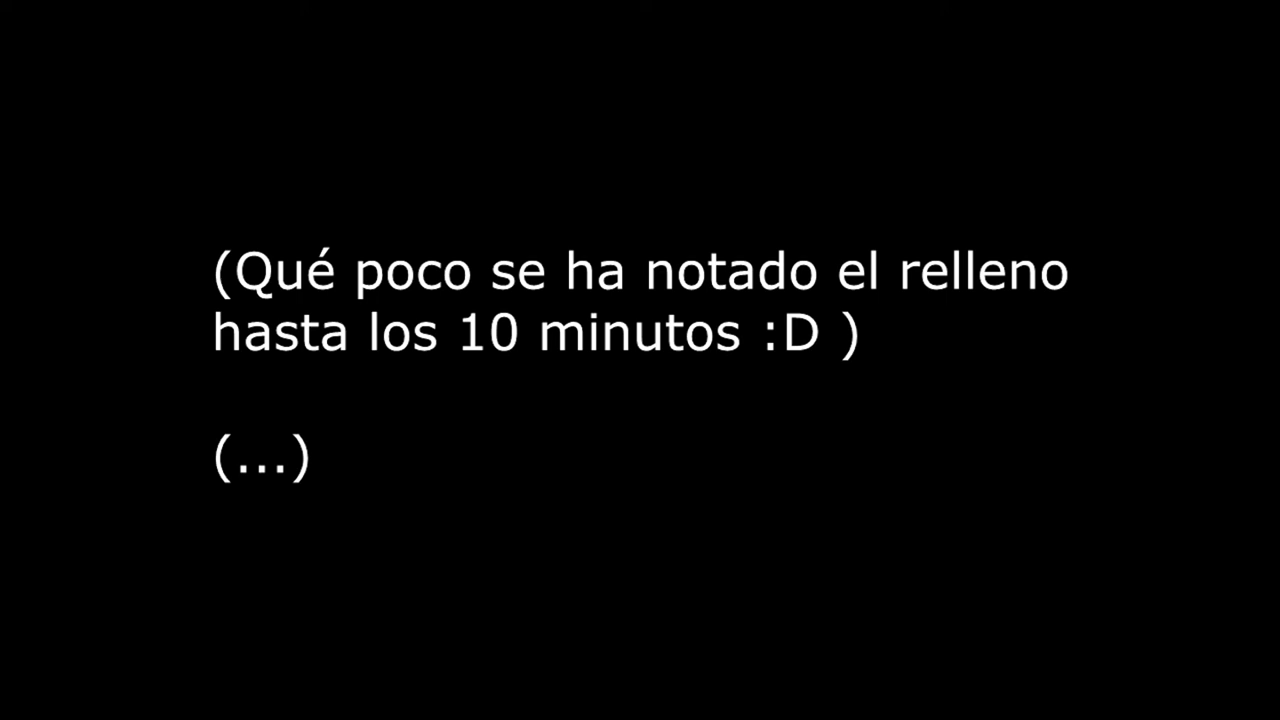 (Qué poco se ha notado el relleno
hasta los 10 minutos :D )
(...)